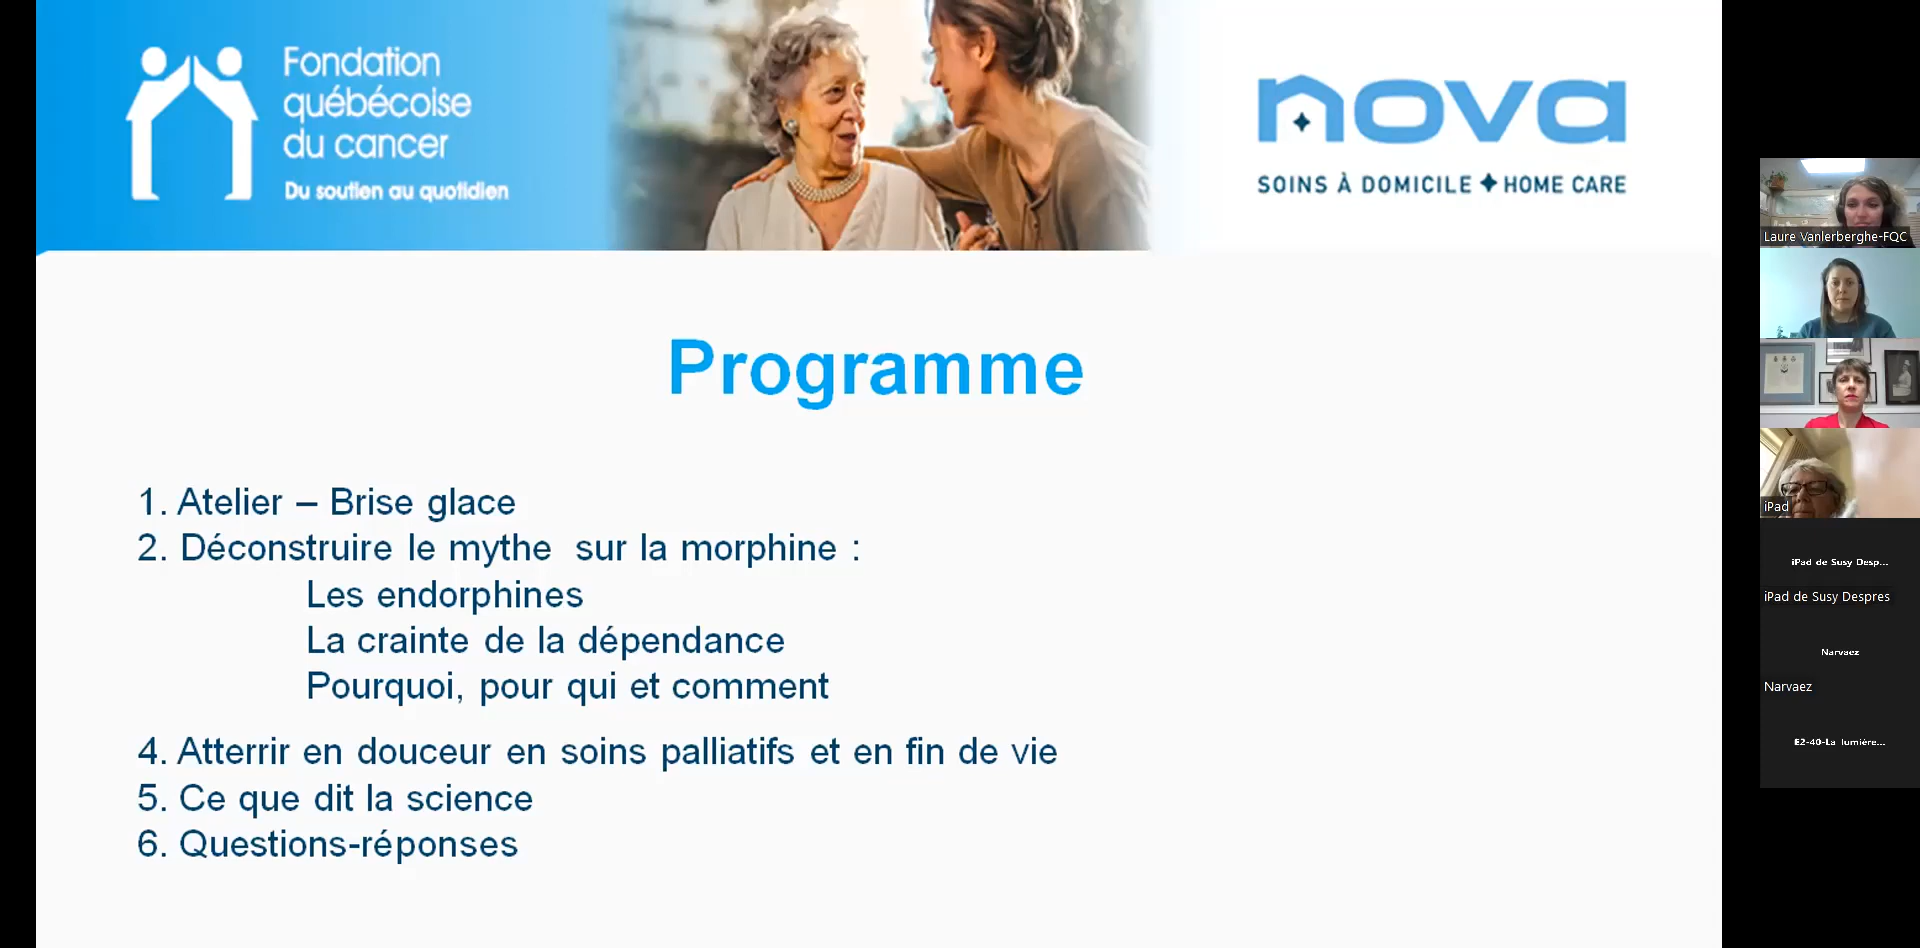 Fondation
québécoise
du cancer
Du soutien au quotidien
nova
SOINS À DOMICILE HOME CARE
Programme
1. Atelier – Brise glace
2. Déconstruire le mythe sur la morphine :
Les endorphines
La crainte de la dépendance
Pourquoi, pour qui et comment
4. Atterrir en douceur en soins palliatifs et en fin de vie
5. Ce que dit la science
6. Questions-réponses
Laure Vanlerberghe-FQC
iPad
iPad de Susy Desp...
iPad de Susy Despres
Narvaez
Narvaez
E2-40-La lumière...